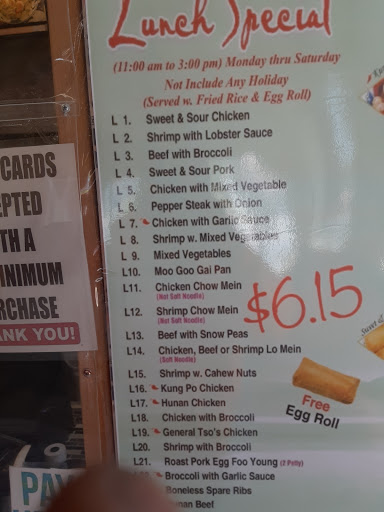 Lunch Special
(11:00 am to 3:00 pm) Monday thru Saturday
Not Include Any Holiday
(Served w. Fried Rice & Egg Roll)
L 1. Sweet & Sour Chicken
L 2. Shrimp with Lobster Sauce
L 3. Beef with Broccoli
L 4. Sweet & Sour Pork
L 5. Chicken with Mixed Vegetable
L 6. Pepper Steak with Onion
L 7. Chicken with Garlic Sauce
L 8. Shrimp w. Mixed Vegetables
L 9. Mixed Vegetables
L10. Moo Goo Gai Pan
L11. Chicken Chow Mein
(Not Soft Noodle)
L12. Shrimp Chow Mein
(Not Soft Noodle)
L13. Beef with Snow Peas
L14. Chicken, Beef or Shrimp Lo Mein
(Soft Noodle)
L15. Shrimp w. Cahew Nuts
L16. Kung Po Chicken
L17. Hunan Chicken
L18. Chicken with Broccoli
L19. General Tso's Chicken
L20. Shrimp with Broccoli
L21. Roast Pork Egg Foo Young (2 Patty)
Broccoli with Garlic Sauce
Boneless Spare Ribs
Beef
$6.15
Free
Egg Roll
CARDS
EPTED
TH A
INIMUM
RCHASE
ANK YOU!
PAY